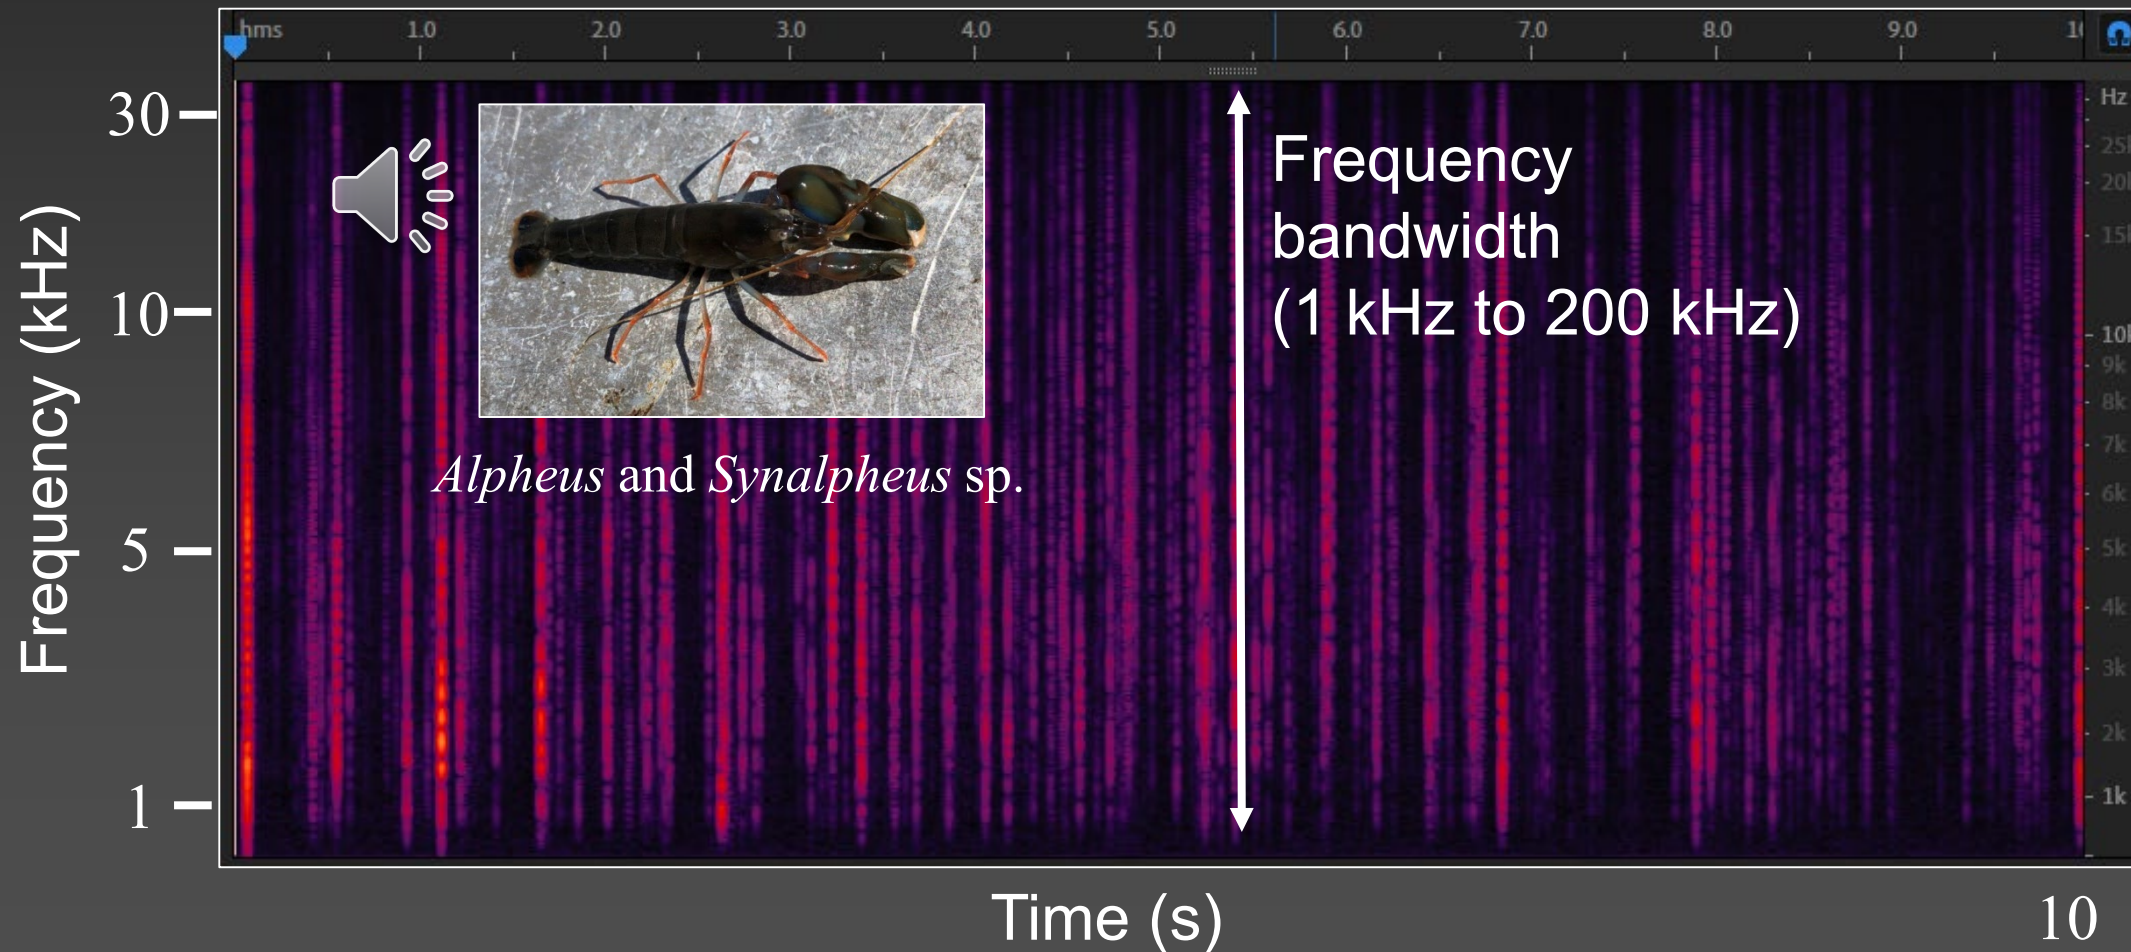 hms 1.0 2.0 3.0 4.0 5.0 6.0 7.0 8.0 9.0
Frequency (kHz)
30
10
5
1
Frequency
bandwidth
(1 kHz to 200 kHz)
Alpheus and Synalpheus sp.
Hz
10k
9k
8k
7k
6k
5k
4k
3k
2k
1k
Time (s)
10